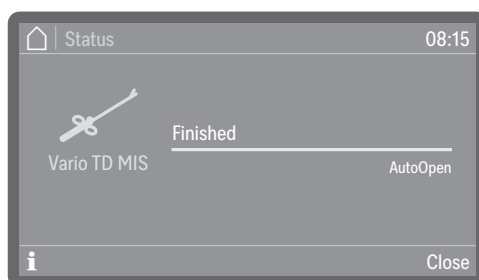 Status
08:15
Finished
Vario TD MIS
AutoOpen
i
Close